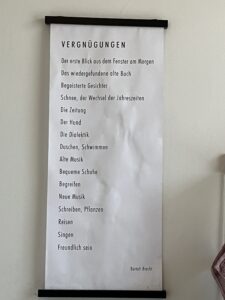 VERGNÜGUNGEN
Der erste Blick aus dem Fenster am Morgen
Das wiedergefundene alte Buch
Begeisterte Gesichter
Schnee, der Wechsel der Jahreszeiten
Die Zeitung
Der Hund
Die Dialektik
Duschen, Schwimmen
Alte Musik
Bequeme Schuhe
Begreifen
Neue Musik
Schreiben, Pflanzen
Reisen
Singen
Freundlich sein
Bertolt Brecht